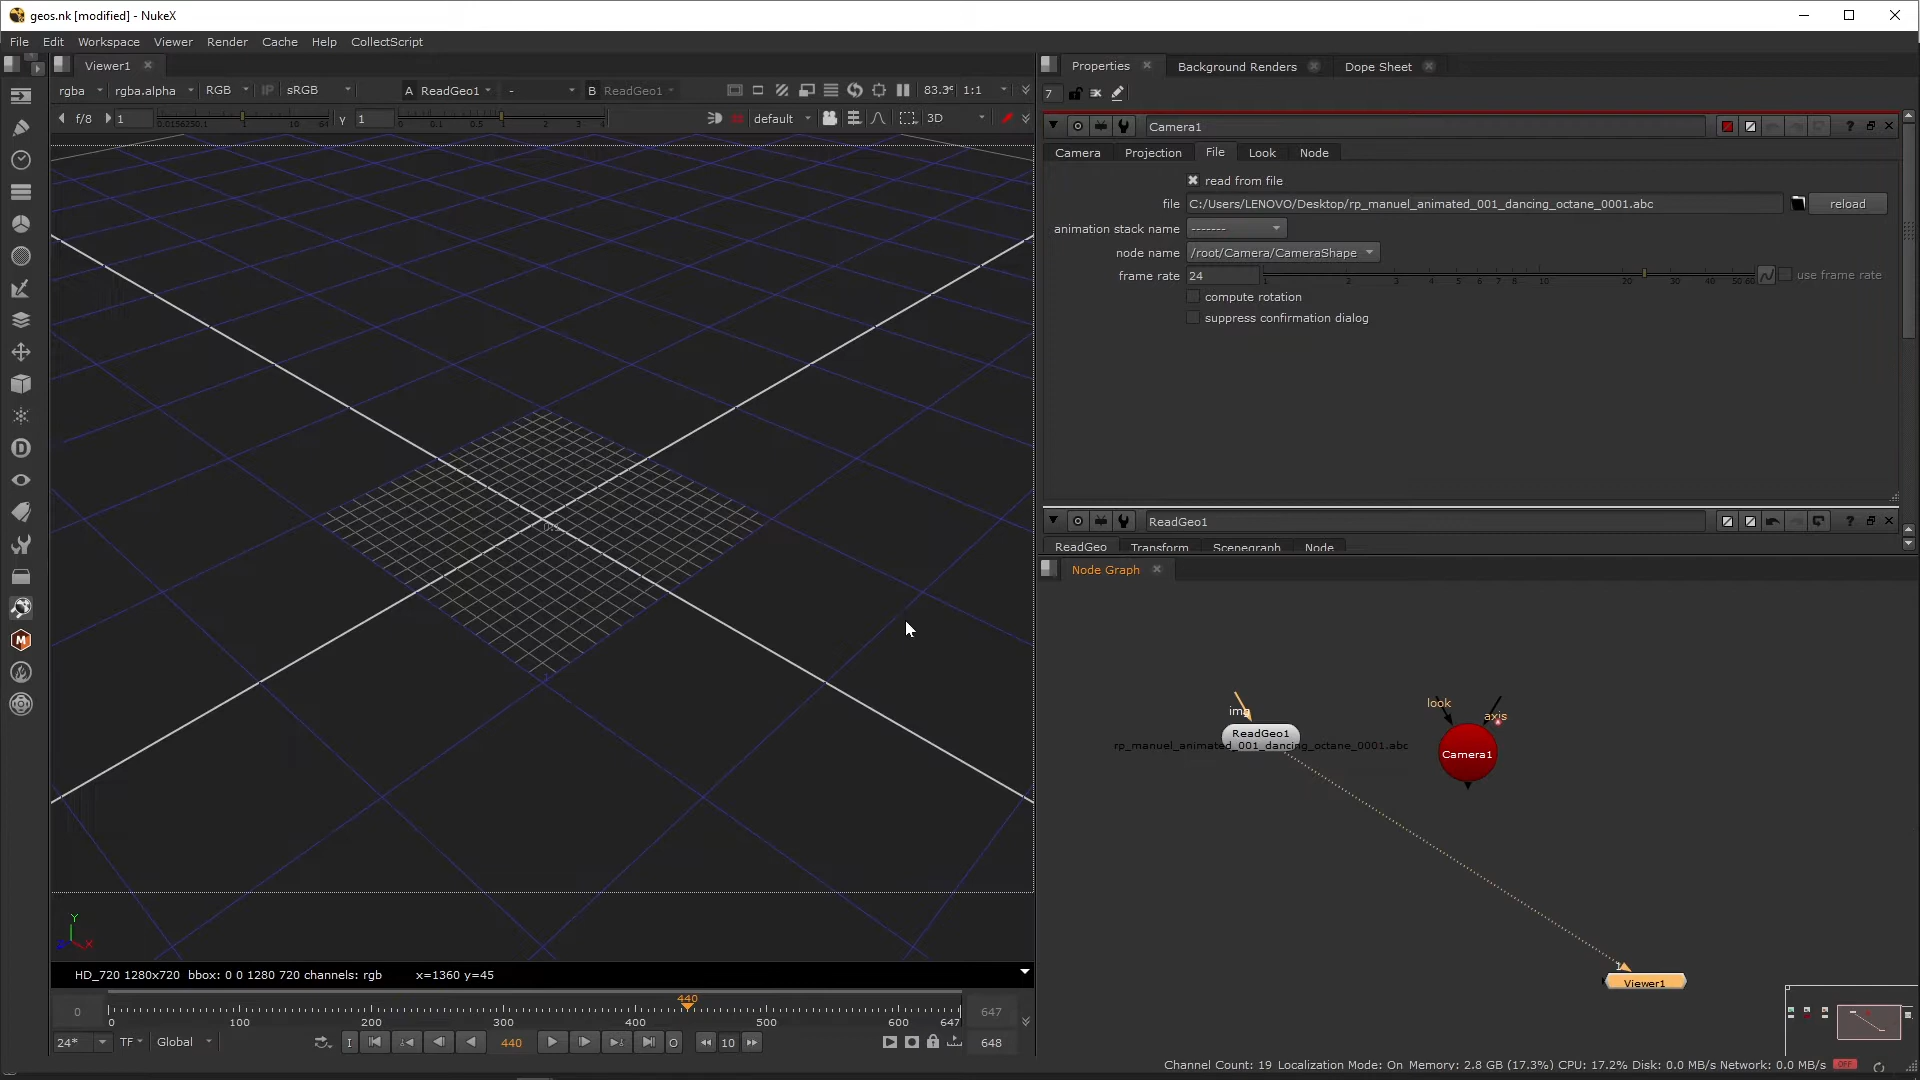 geos.nk [modified] - NukeX
File Edit Workspace Viewer Render Cache Help CollectScript
Viewer1
rgba rgba.alpha RGB IP sRGB A ReadGeo1 - B ReadGeo1 83.3 1:1
f/8 1 Y 1 default 3D
Properties Background Renders Dope Sheet
7
Camera1
Camera Projection File Look Node
read from file
file C:/Users/LENOVO/Desktop/rp_manuel_animated_001_dancing_octane_0001.abc reload
animation stack name -------
node name /root/Camera/CameraShape
frame rate 24 use frame rate
compute rotation
suppress confirmation dialog
ReadGeo1
ReadGeo Transform Scenegraph Node
Node Graph
look
img axis
ReadGeo1
rp_manuel_animated_001_dancing_octane_0001.abc
Camera1
1
Viewer1
Y
Z X
HD_720 1280x720 bbox: 0 0 1280 720 channels: rgb x=1360 y=45
440
0 0 100 200 300 400 500 600 647 647
24* TF Global I 440 O 10 648
Channel Count: 19 Localization Mode: On Memory: 2.8 GB (17.3%) CPU: 17.2% Disk: 0.0 MB/s Network: 0.0 MB/s OFF